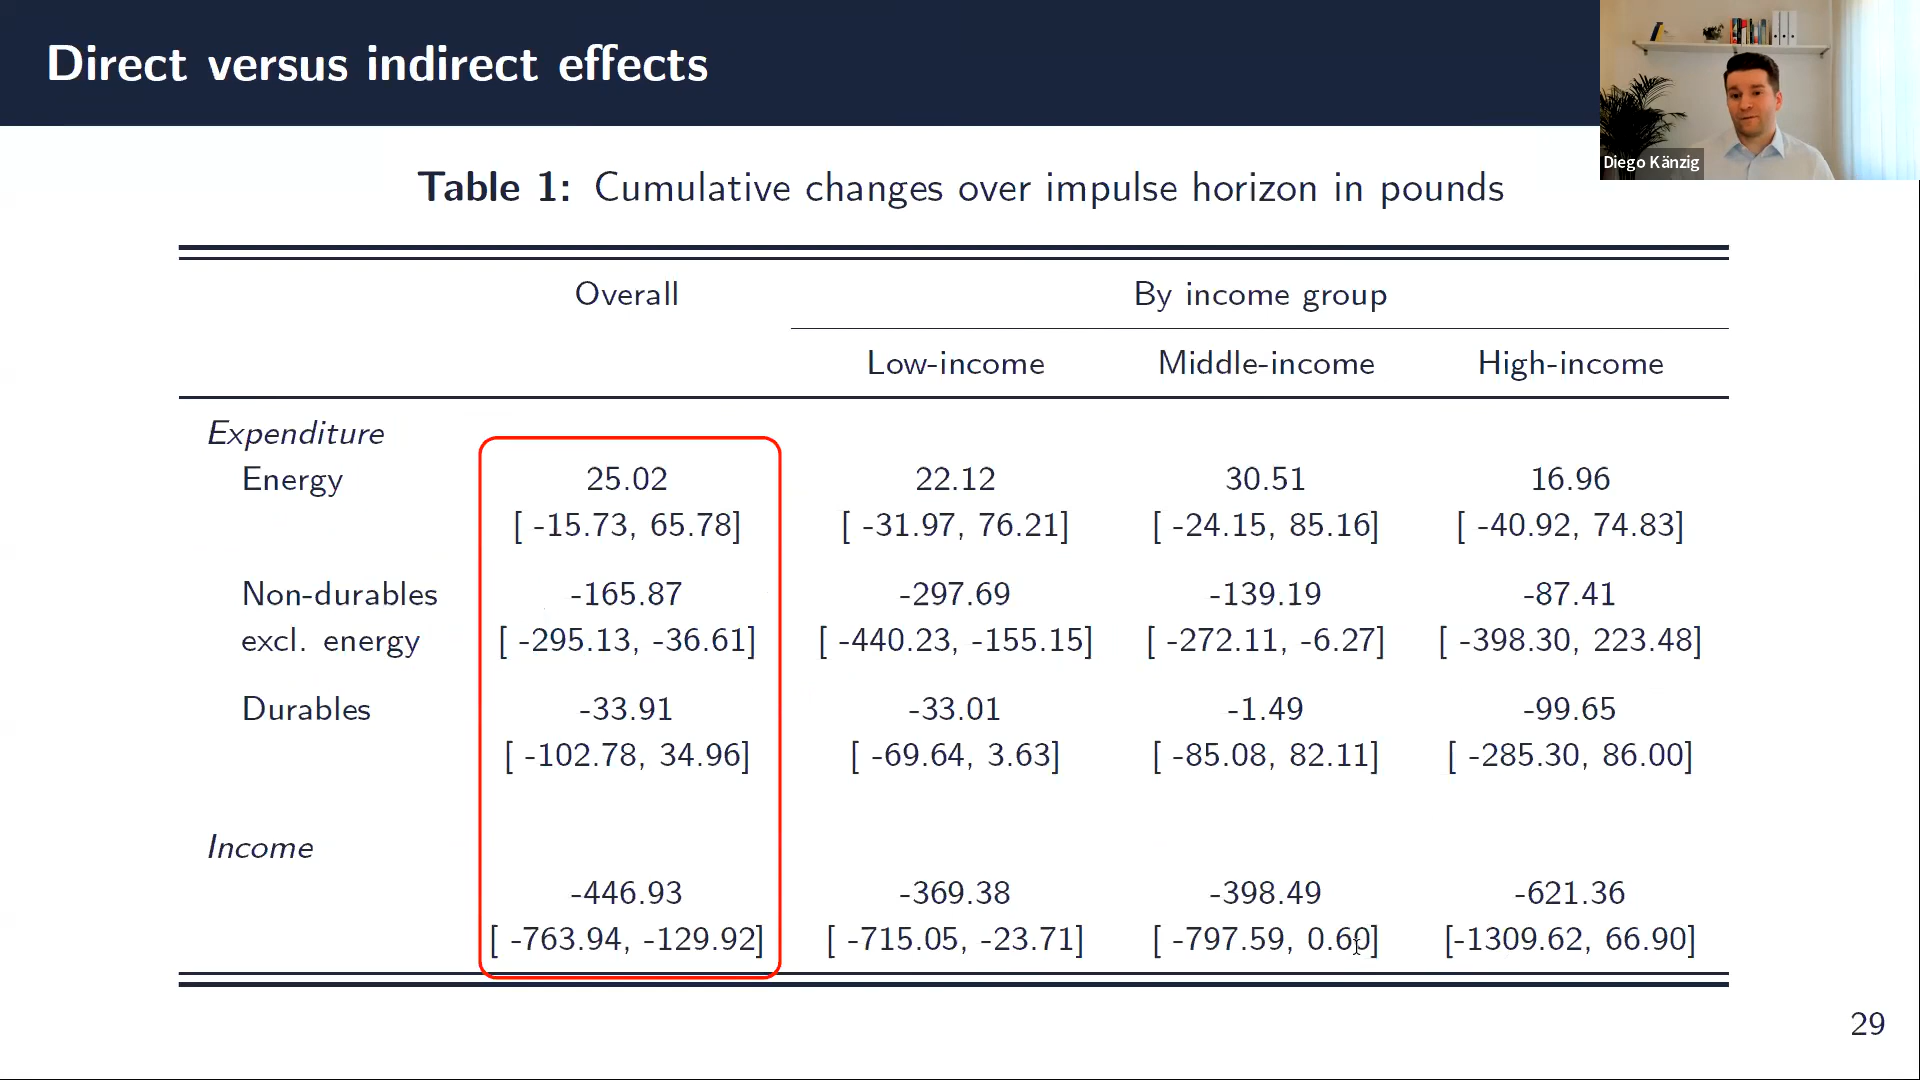 Direct versus indirect effects
Diego Känzig
Table 1: Cumulative changes over impulse horizon in pounds
Overall By income group
Low-income Middle-income High-income
Expenditure
Energy 25.02 22.12 30.51 16.96
[ -15.73, 65.78] [ -31.97, 76.21] [ -24.15, 85.16] [ -40.92, 74.83]
Non-durables -165.87 -297.69 -139.19 -87.41
excl. energy [ -295.13, -36.61] [ -440.23, -155.15] [ -272.11, -6.27] [ -398.30, 223.48]
Durables -33.91 -33.01 -1.49 -99.65
[ -102.78, 34.96] [ -69.64, 3.63] [ -85.08, 82.11] [ -285.30, 86.00]
Income
-446.93 -369.38 -398.49 -621.36
[ -763.94, -129.92] [ -715.05, -23.71] [ -797.59, 0.60] [-1309.62, 66.90]
29